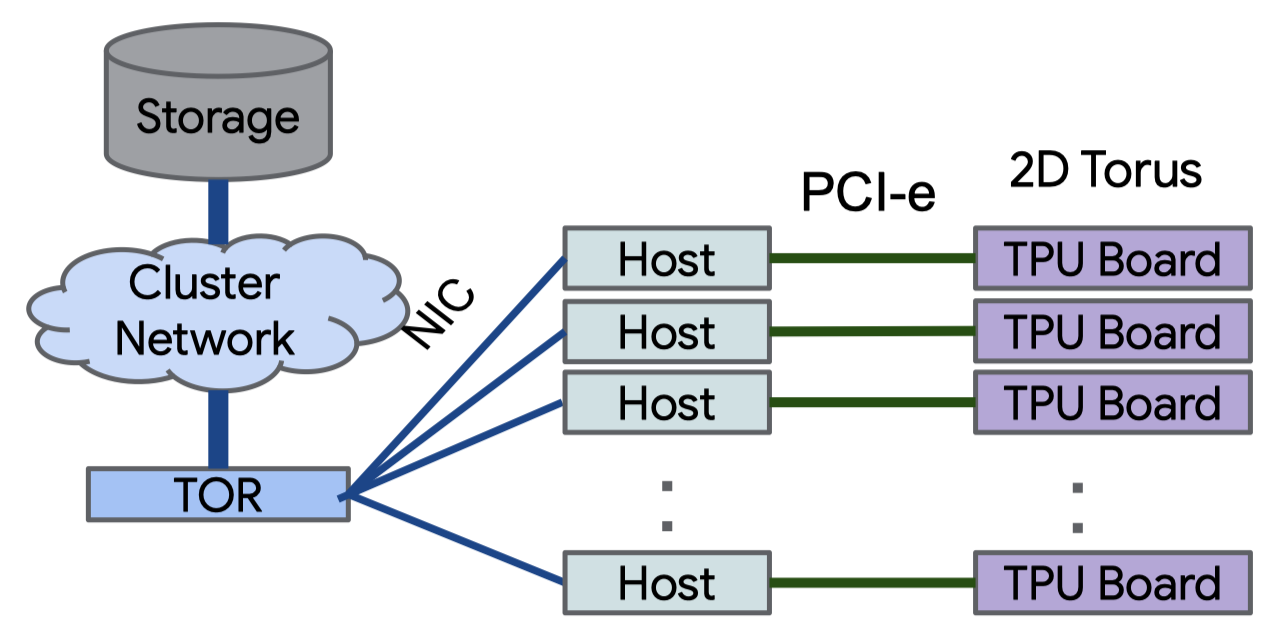 Storage
Cluster
Network
TOR
NIC
PCI-e
2D Torus
Host
TPU Board
Host
TPU Board
Host
TPU Board
Host
TPU Board